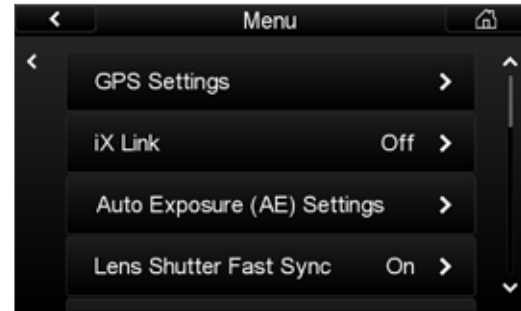 Menu
GPS Settings
iX Link Off
Auto Exposure (AE) Settings
Lens Shutter Fast Sync On